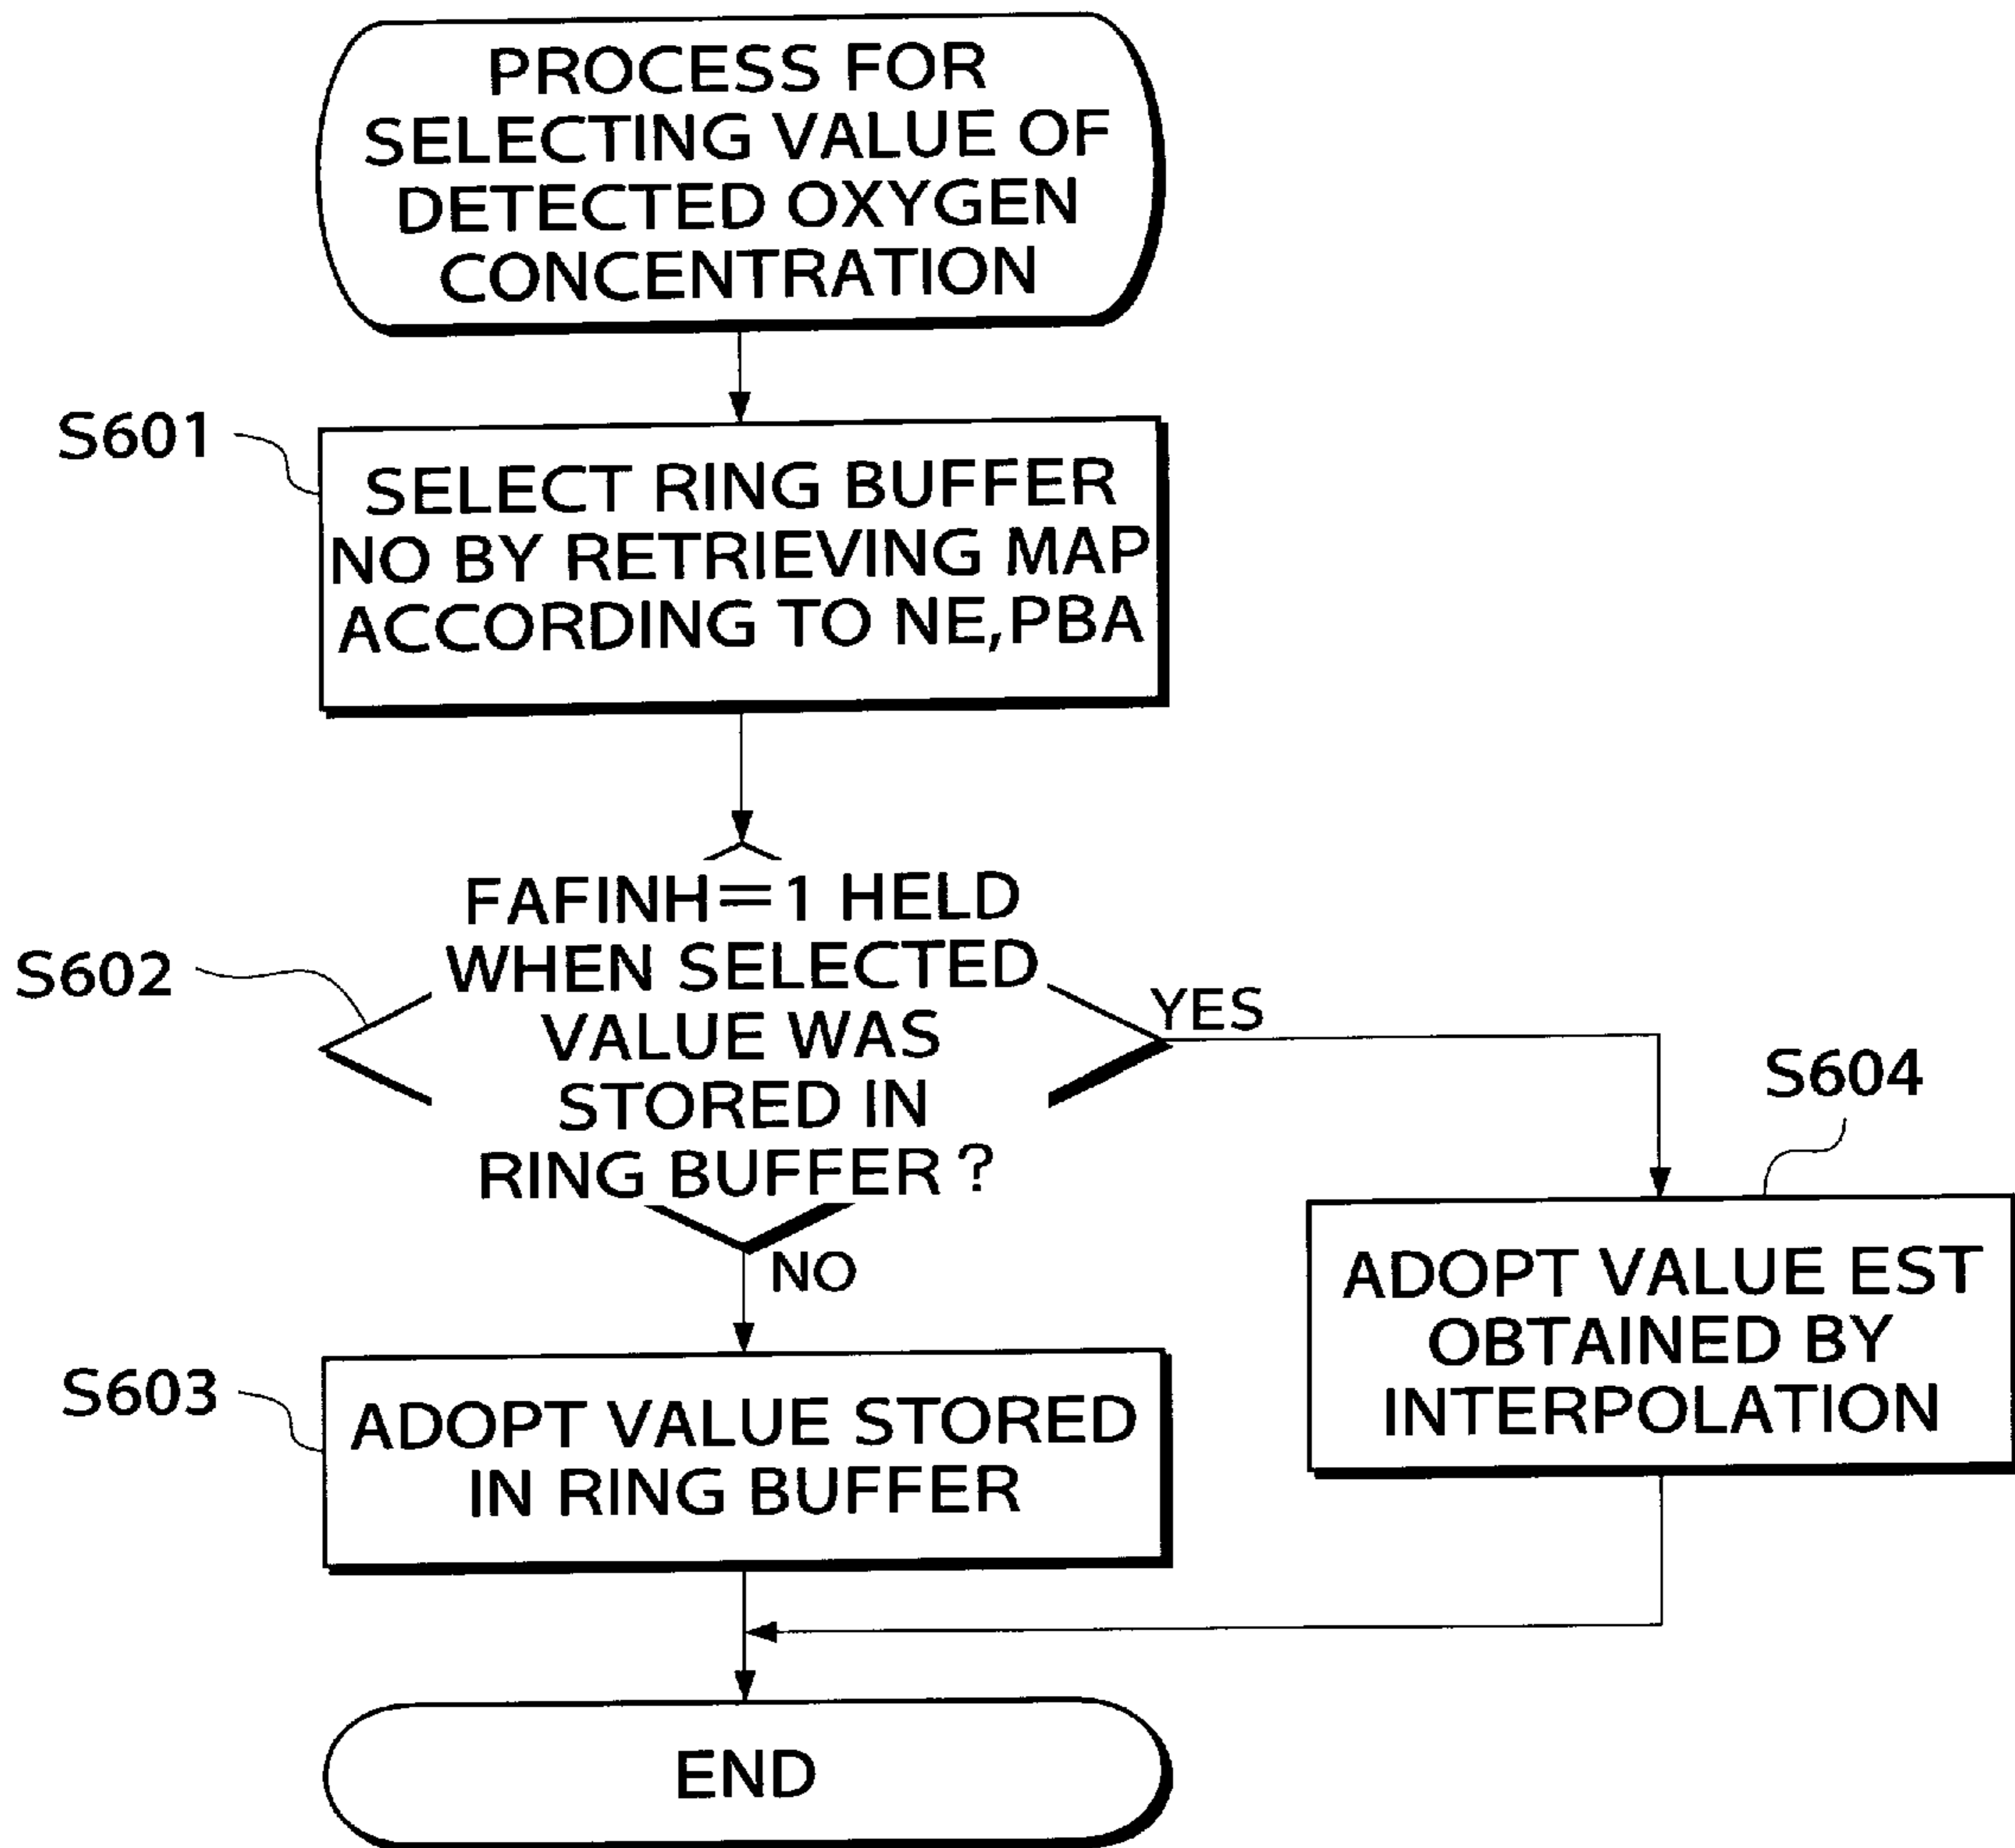 PROCESS FOR
SELECTING VALUE OF
DETECTED OXYGEN
CONCENTRATION
S601
SELECT RING BUFFER
NO BY RETRIEVING MAP
ACCORDING TO NE,PBA
S602
FAFINH=1 HELD
WHEN SELECTED
VALUE WAS
STORED IN
RING BUFFER ?
YES
NO
S604
ADOPT VALUE EST
OBTAINED BY
INTERPOLATION
S603
ADOPT VALUE STORED
IN RING BUFFER
END